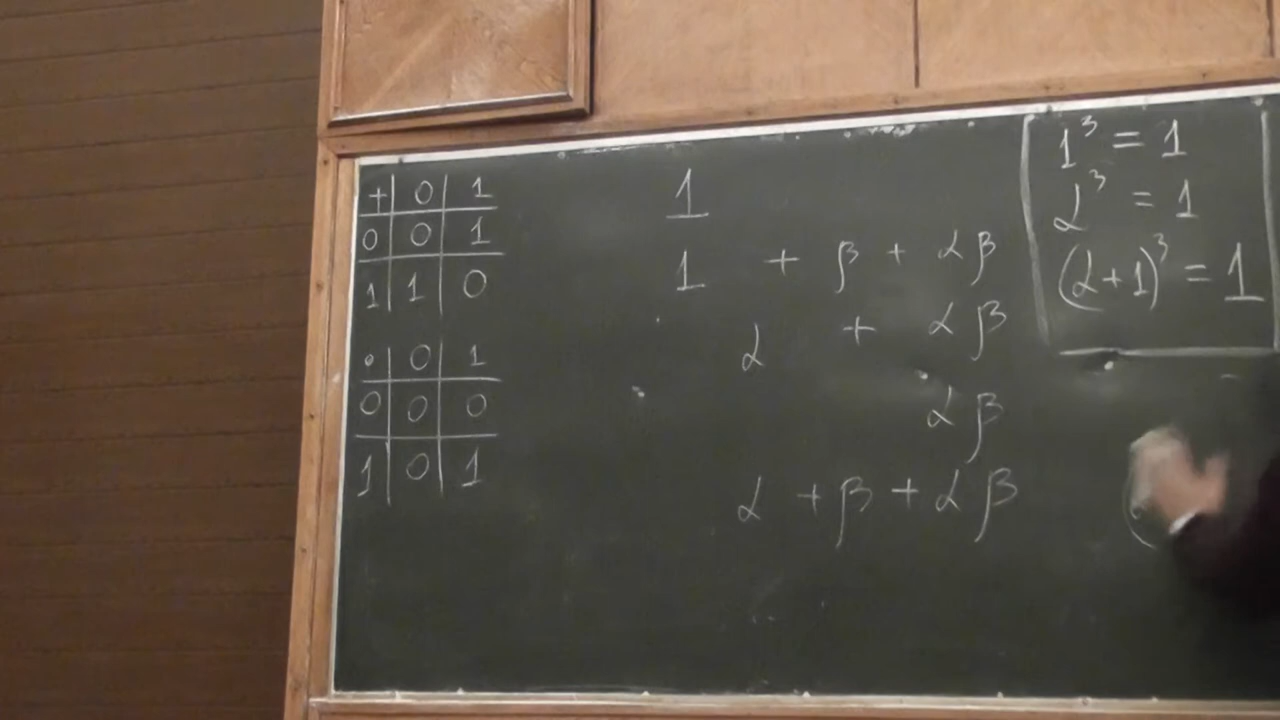 + 0 1
0 0 1
1 1 0
· 0 1
0 0 0
1 0 1
1
1 + β + αβ
α + αβ
αβ
α + β + αβ
1³ = 1
α³ = 1
(α+1)³ = 1
(